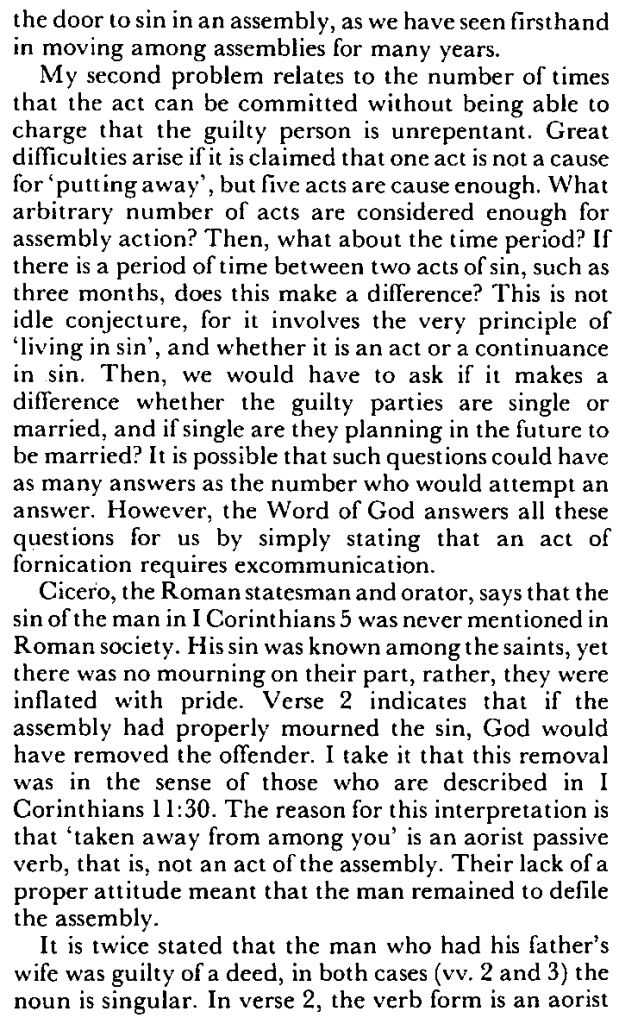 the door to sin in an assembly, as we have seen firsthand
in moving among assemblies for many years.
My second problem relates to the number of times
that the act can be committed without being able to
charge that the guilty person is unrepentant. Great
difficulties arise if it is claimed that one act is not a cause
for ‘putting away’, but five acts are cause enough. What
arbitrary number of acts are considered enough for
assembly action? Then, what about the time period? If
there is a period of time between two acts of sin, such as
three months, does this make a difference? This is not
idle conjecture, for it involves the very principle of
‘living in sin’, and whether it is an act or a continuance
in sin. Then, we would have to ask if it makes a
difference whether the guilty parties are single or
married, and if single are they planning in the future to
be married? It is possible that such questions could have
as many answers as the number who would attempt an
answer. However, the Word of God answers all these
questions for us by simply stating that an act of
fornication requires excommunication.
Cicero, the Roman statesman and orator, says that the
sin of the man in I Corinthians 5 was never mentioned in
Roman society. His sin was known among the saints, yet
there was no mourning on their part, rather, they were
inflated with pride. Verse 2 indicates that if the
assembly had properly mourned the sin, God would
have removed the offender. I take it that this removal
was in the sense of those who are described in I
Corinthians 11:30. The reason for this interpretation is
that ‘taken away from among you’ is an aorist passive
verb, that is, not an act of the assembly. Their lack of a
proper attitude meant that the man remained to defile
the assembly.
It is twice stated that the man who had his father’s
wife was guilty of a deed, in both cases (vv. 2 and 3) the
noun is singular. In verse 2, the verb form is an aorist